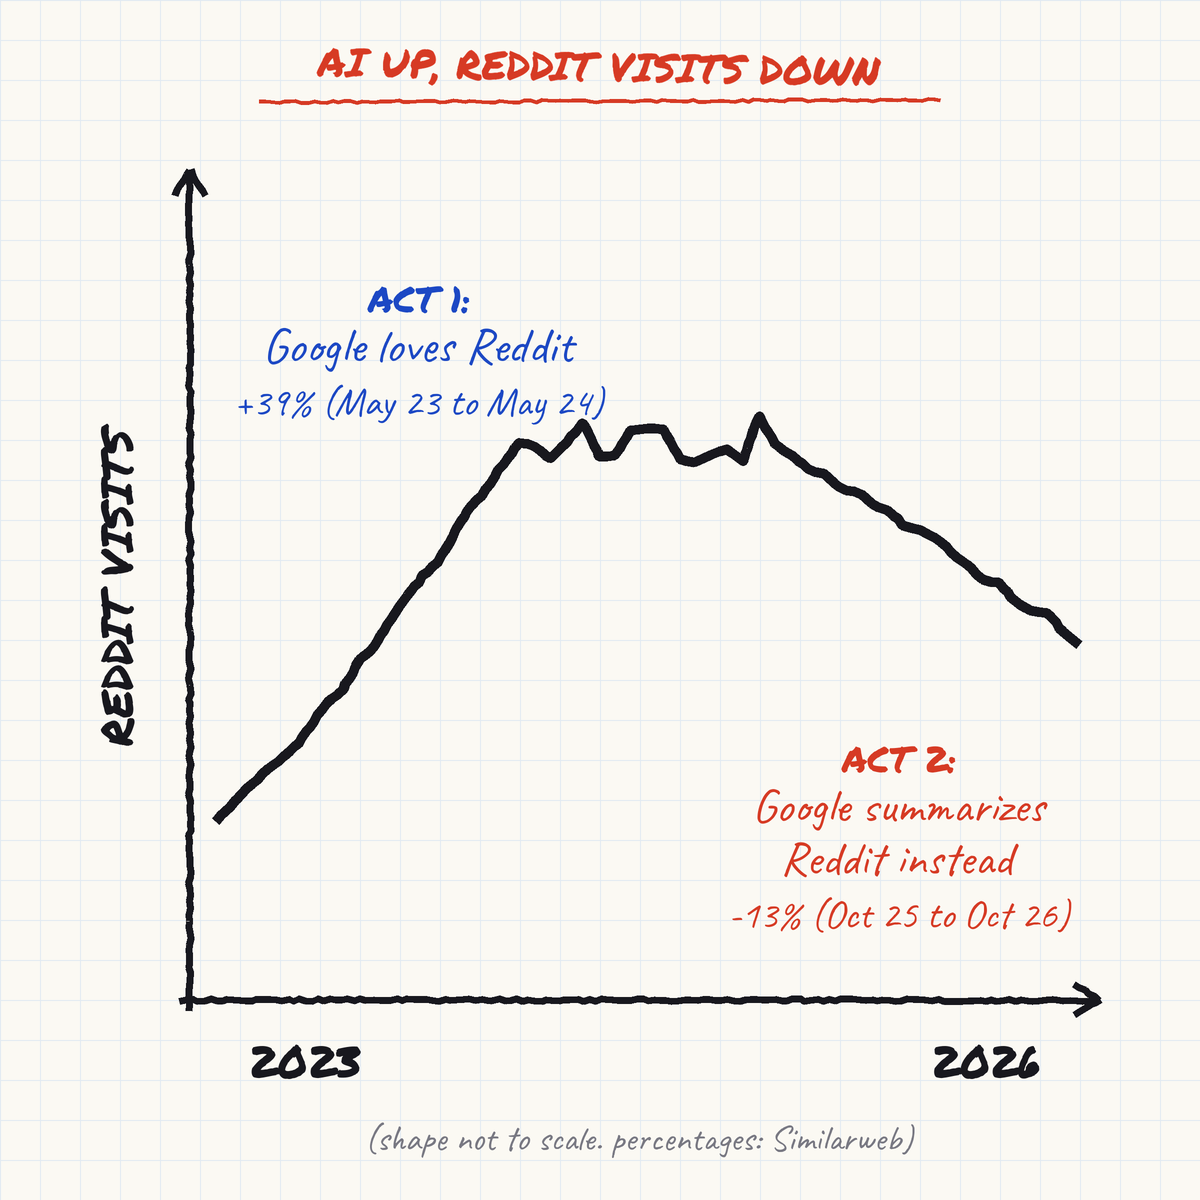 AI UP, REDDIT VISITS DOWN
ACT 1:
Google loves Reddit
+39% (May 23 to May 24)
REDDIT VISITS
ACT 2:
Google summarizes
Reddit instead
-13% (Oct 25 to Oct 26)
2023
2026
(shape not to scale. percentages: Similarweb)